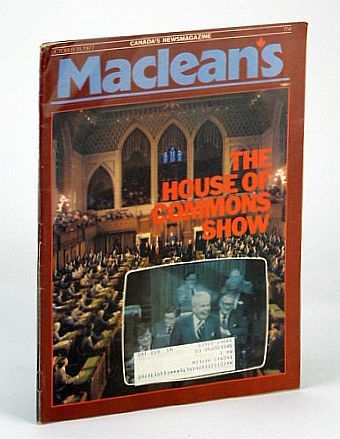 CANADA'S NEWSMAGAZINE
Maclean's
THE
HOUSE OF
COMMONS
SHOW